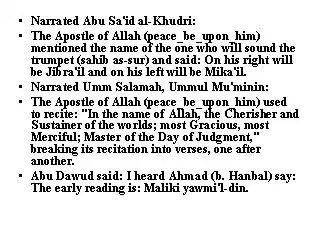 • Narrated Abu Sa'id al-Khudri:
• The Apostle of Allah (peace_be_upon_him)
mentioned the name of the one who will sound the
trumpet (sahib as-sur) and said: On his right will
be Jibra'il and on his left will be Mika'il.
• Narrated Umm Salamah, Ummul Mu'minin:
• The Apostle of Allah (peace_be_upon_him) used
to recite: "In the name of Allah, the Cherisher and
Sustainer of the worlds; most Gracious, most
Merciful; Master of the Day of Judgment,"
breaking its recitation into verses, one after
another.
• Abu Dawud said: I heard Ahmad (b. Hanbal) say:
The early reading is: Maliki yawmi'l-din.